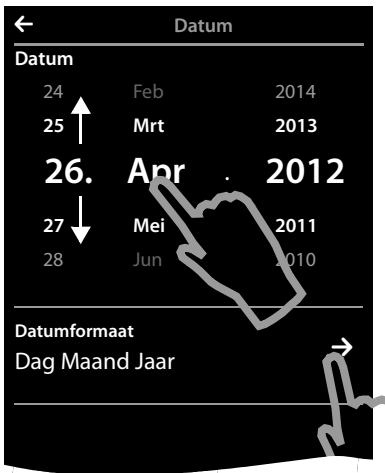 Datum
Datum
24 Feb 2014
25 Mrt 2013
26. Apr . 2012
27 Mei 2011
28 Jun 2010
Datumformaat
Dag Maand Jaar